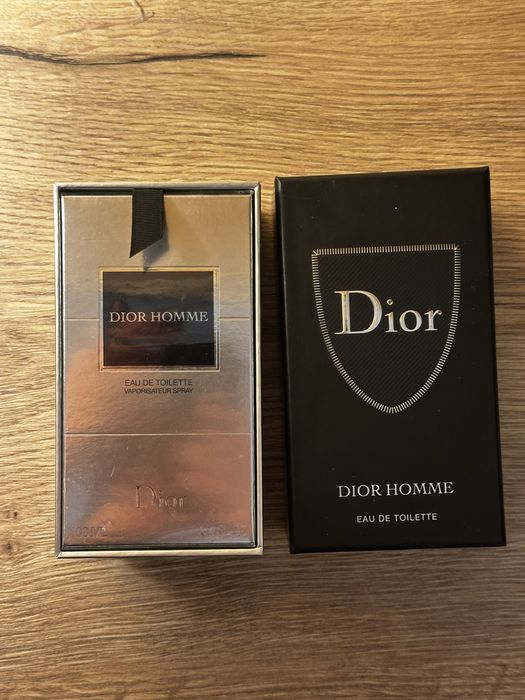 DIOR HOMME
EAU DE TOILETTE
VAPORISATEUR SPRAY
Dior
Dior
DIOR HOMME
EAU DE TOILETTE